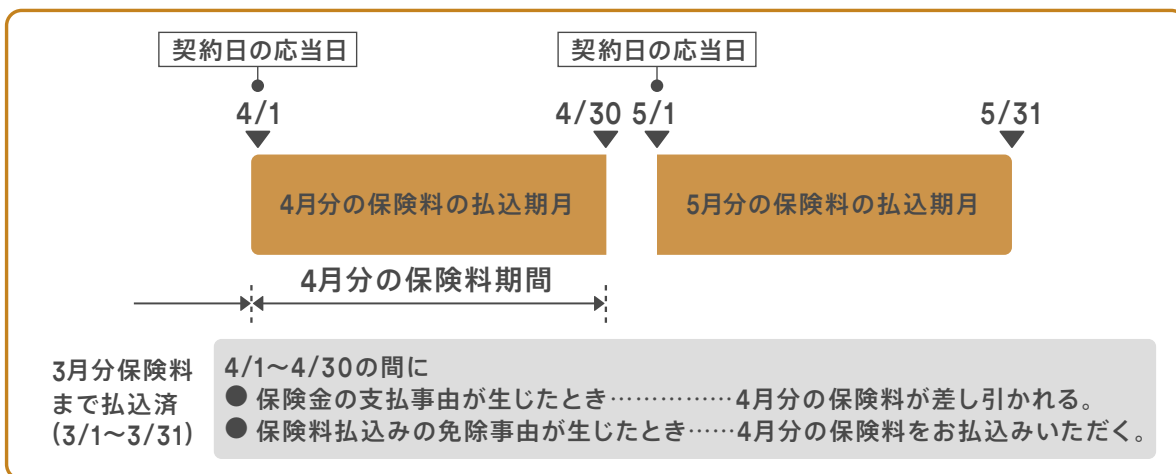 契約日の応当日
契約日の応当日
4/1
4/30
5/1
5/31
4月分の保険料の払込期月
5月分の保険料の払込期月
4月分の保険料期間
3月分保険料
まで払込済
(3/1〜3/31)
4/1〜4/30の間に
● 保険金の支払事由が生じたとき……………4月分の保険料が差し引かれる。
● 保険料払込みの免除事由が生じたとき……4月分の保険料をお払込みいただく。